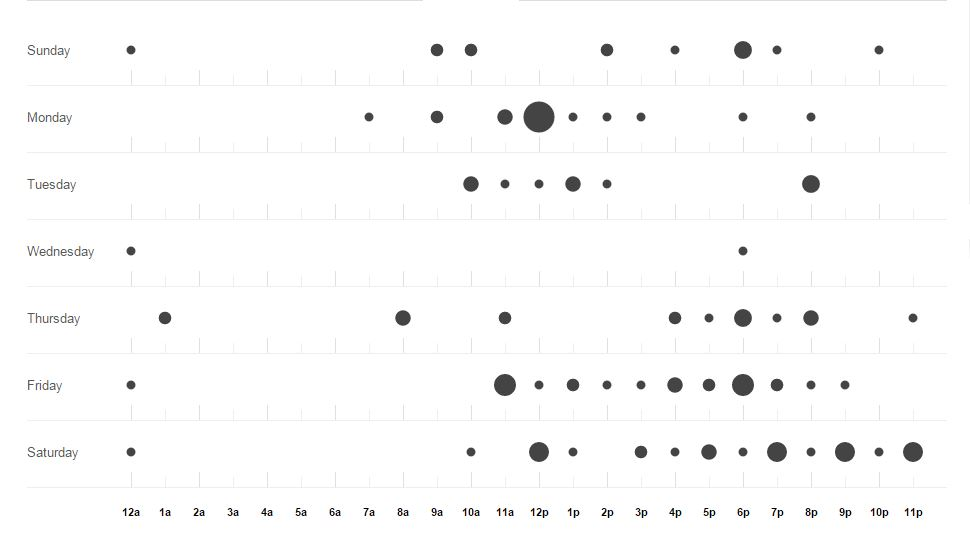 Sunday
Monday
Tuesday
Wednesday
Thursday
Friday
Saturday
12a 1a 2a 3a 4a 5a 6a 7a 8a 9a 10a 11a 12p 1p 2p 3p 4p 5p 6p 7p 8p 9p 10p 11p